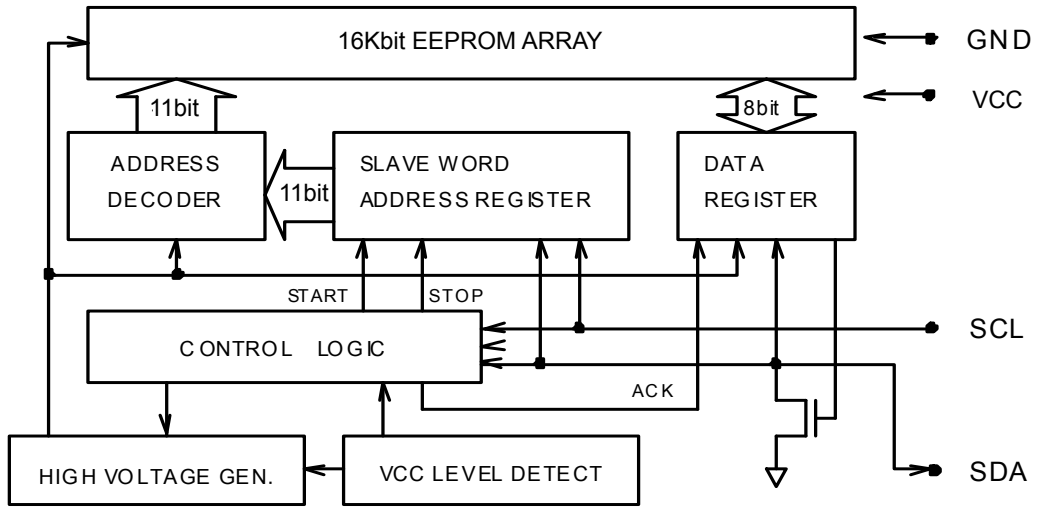 16Kbit EEPROM ARRAY
GND
VCC
11bit
8bit
ADDRESS
DECODER
11bit
SLAVE WORD
ADDRESS REGISTER
DATA
REGISTER
START
STOP
CONTROL LOGIC
SCL
ACK
HIGH VOLTAGE GEN.
VCC LEVEL DETECT
SDA